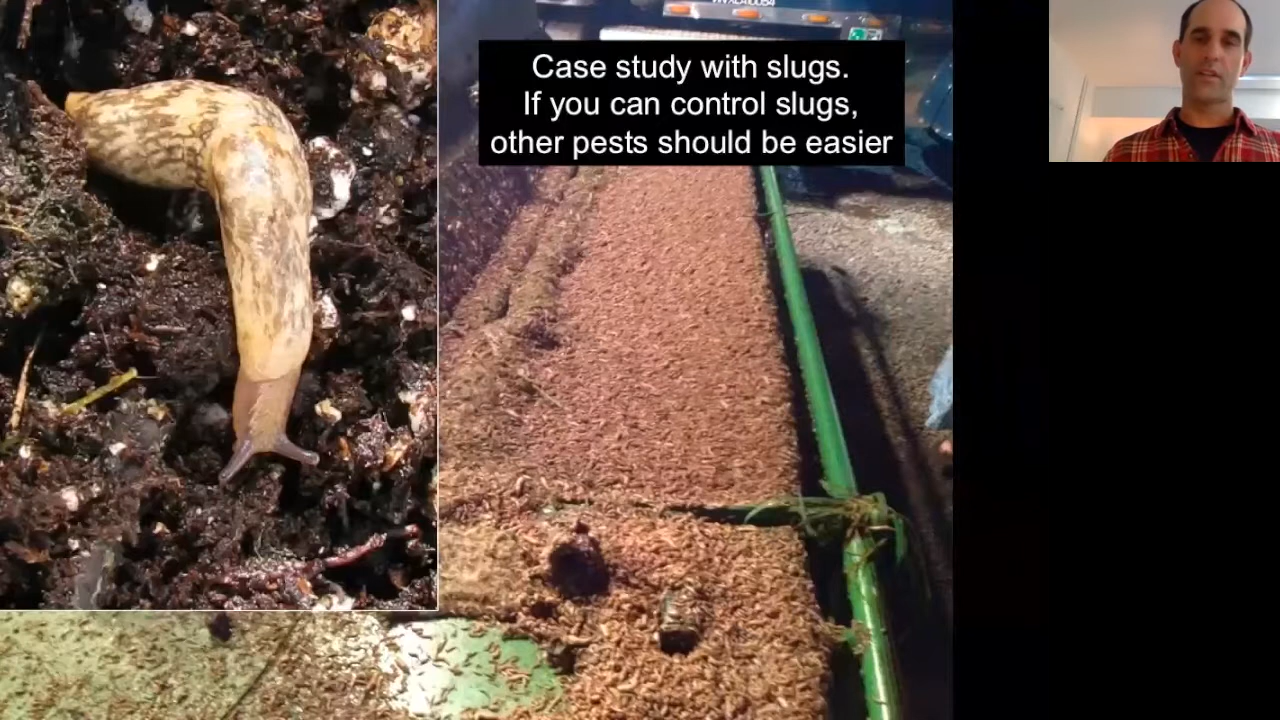 Case study with slugs.
If you can control slugs,
other pests should be easier